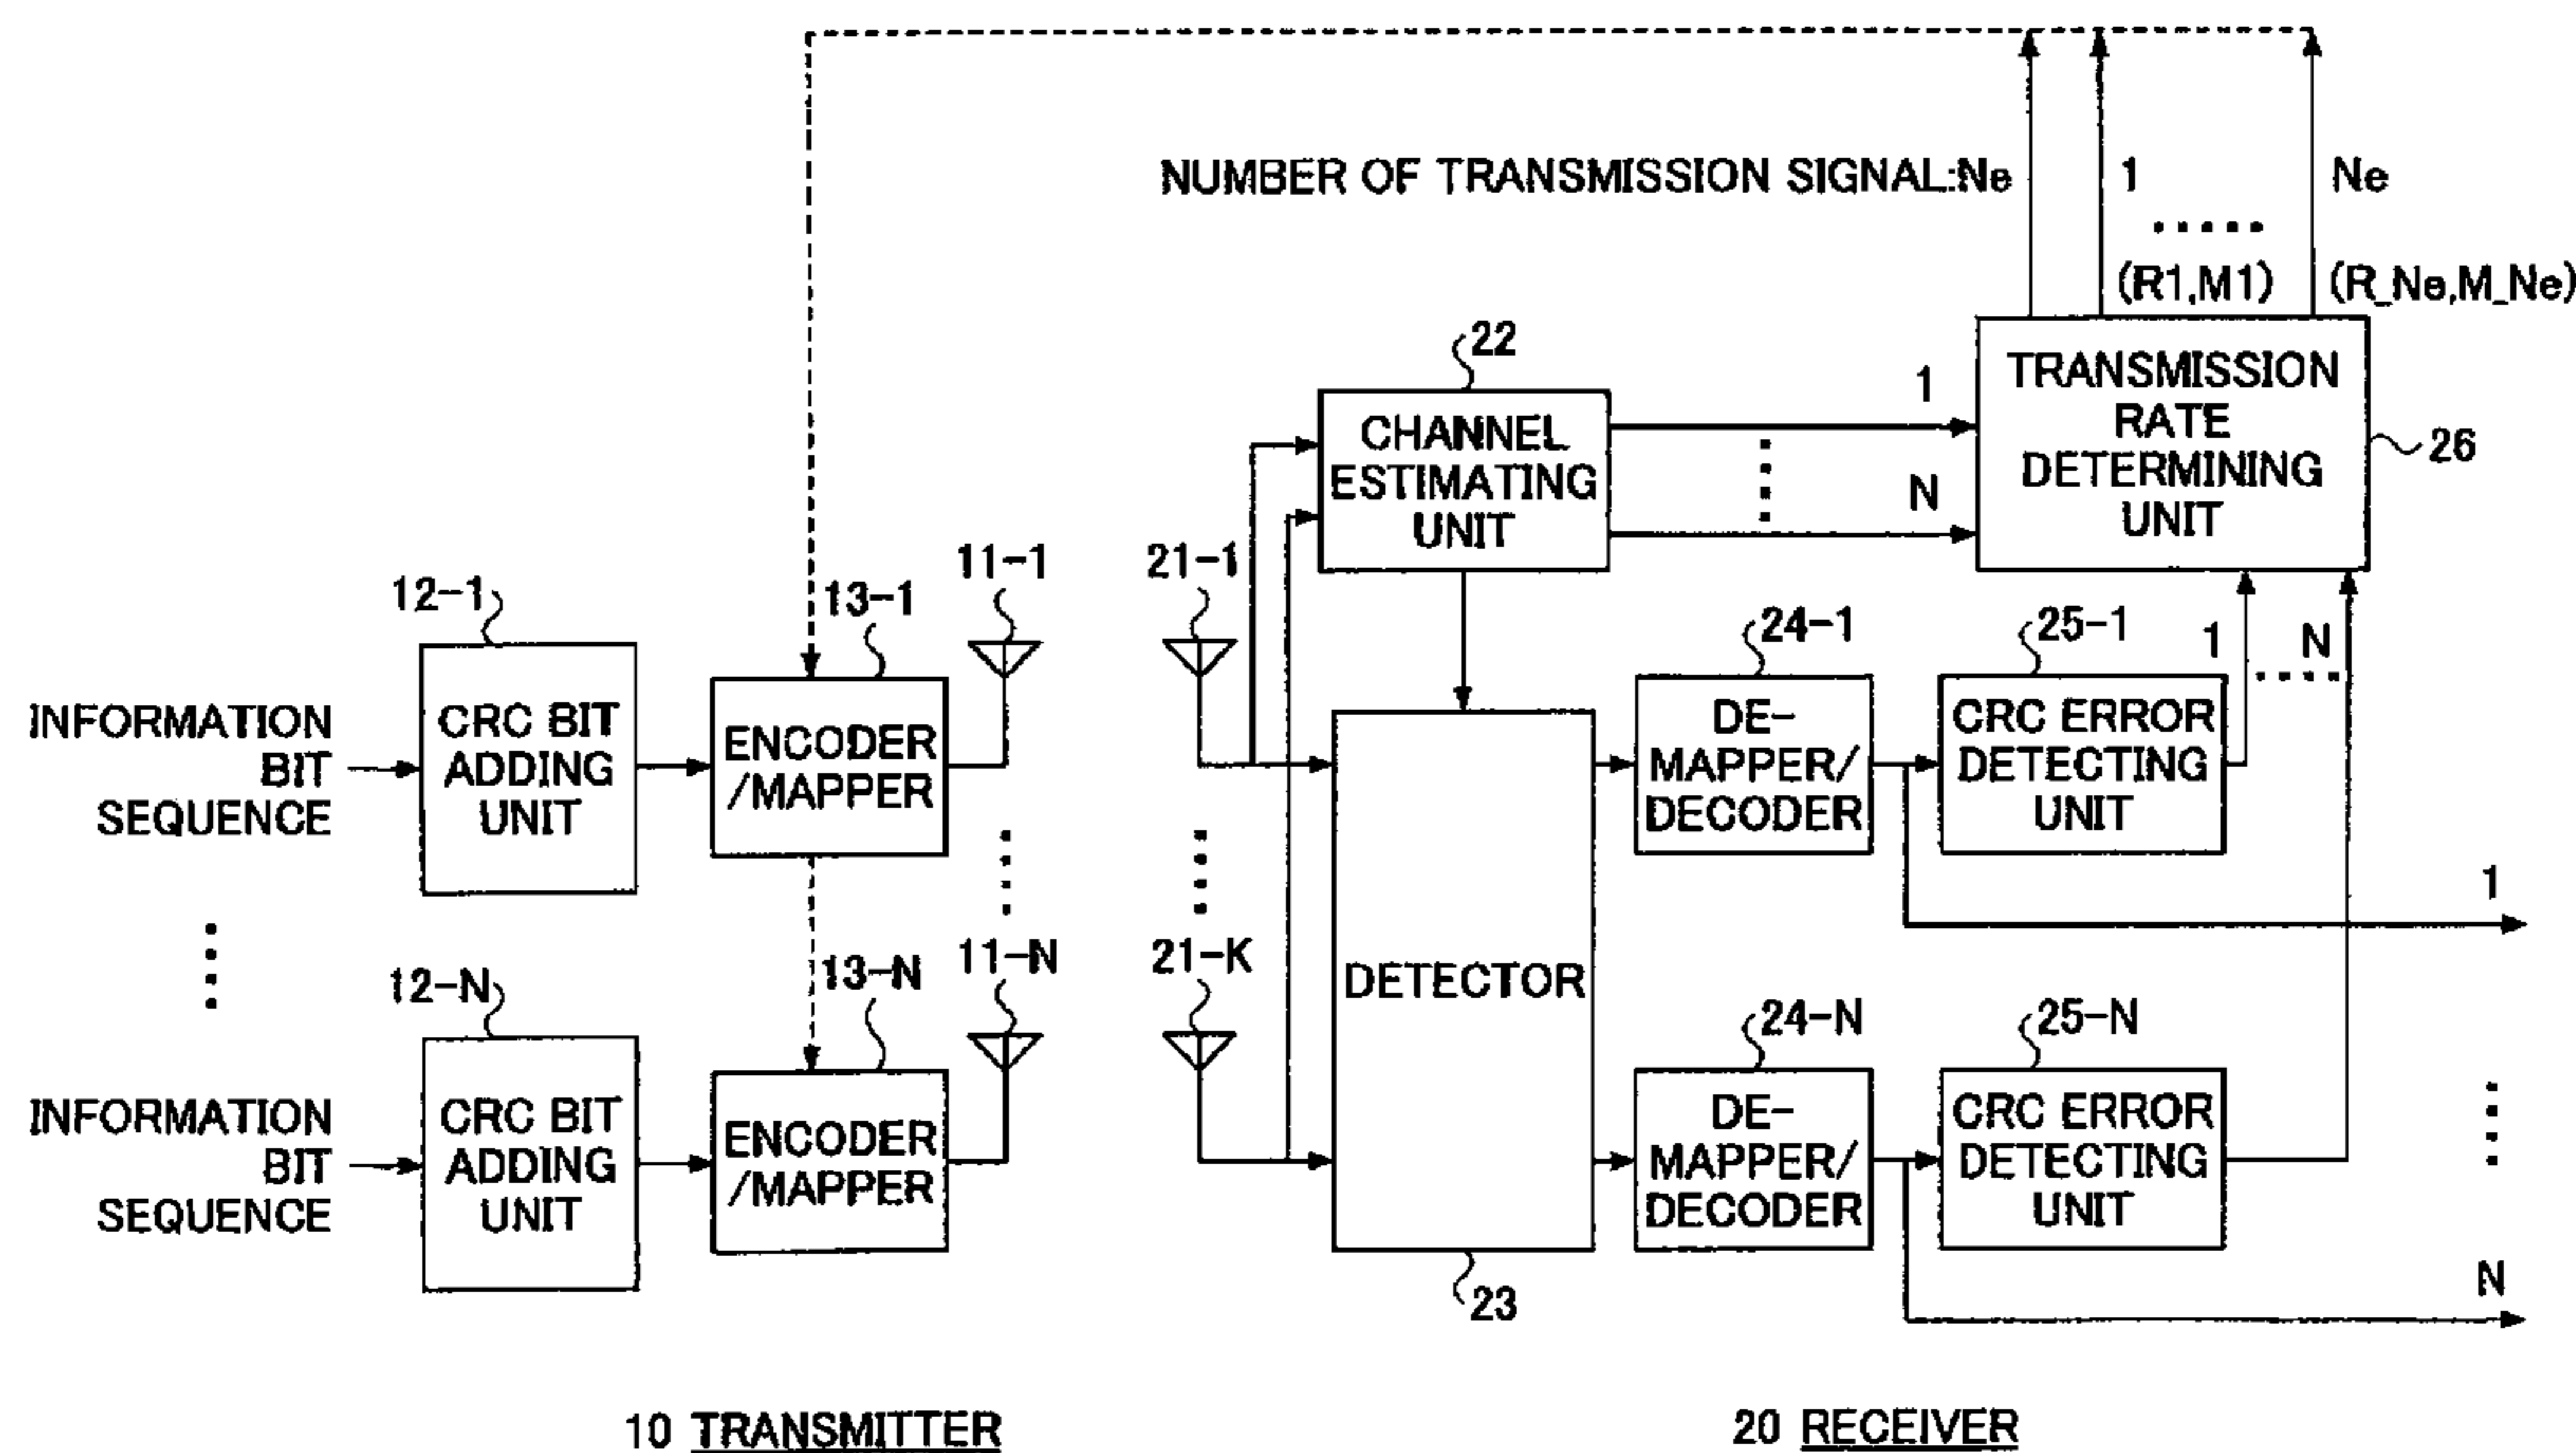 NUMBER OF TRANSMISSION SIGNAL:Ne
1
Ne
(R1,M1)
(R_Ne,M_Ne)
22
CHANNEL
ESTIMATING
UNIT
1
N
TRANSMISSION
RATE
DETERMINING
UNIT
26
12-1
13-1
11-1
21-1
24-1
25-1
1
N
INFORMATION
BIT
SEQUENCE
CRC BIT
ADDING
UNIT
ENCODER
/MAPPER
DE-
MAPPER/
DECODER
CRC ERROR
DETECTING
UNIT
1
12-N
13-N
11-N
21-K
DETECTOR
24-N
25-N
INFORMATION
BIT
SEQUENCE
CRC BIT
ADDING
UNIT
ENCODER
/MAPPER
DE-
MAPPER/
DECODER
CRC ERROR
DETECTING
UNIT
23
N
10 TRANSMITTER
20 RECEIVER